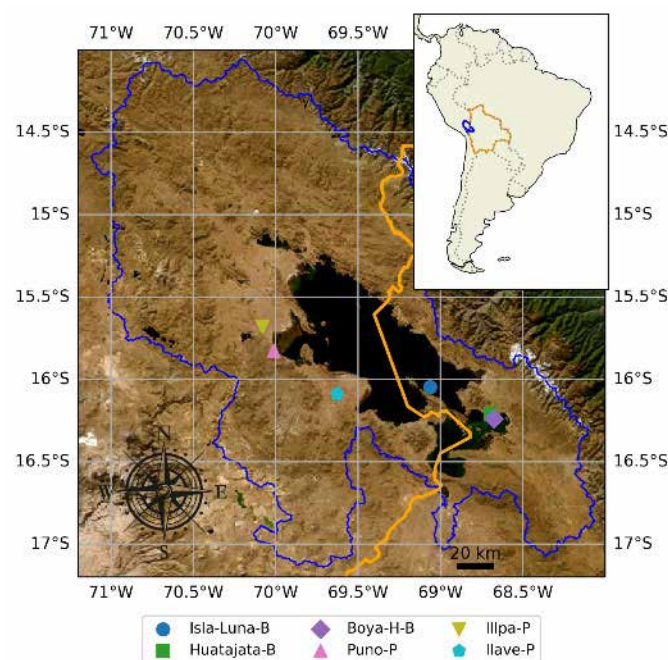 71°W 70.5°W 70°W 69.5°W
14.5°S 14.5°S
15°S 15°S
15.5°S 15.5°S
16°S 16°S
16.5°S 16.5°S
17°S 17°S
N
W E
S
20 km
71°W 70.5°W 70°W 69.5°W 69°W 68.5°W
Isla-Luna-B Boya-H-B Illpa-P
Huatajata-B Puno-P Ilave-P